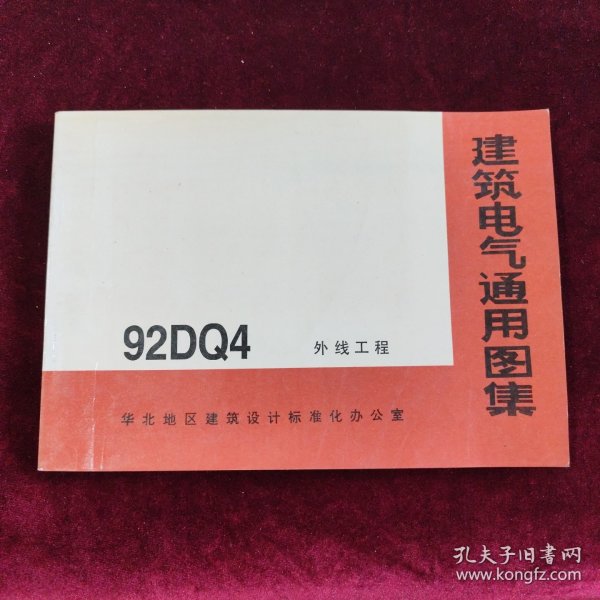 建筑电气通用图集
92DQ4 外线工程
华北地区建筑设计标准化办公室
孔夫子旧书网
www.kongfz.com